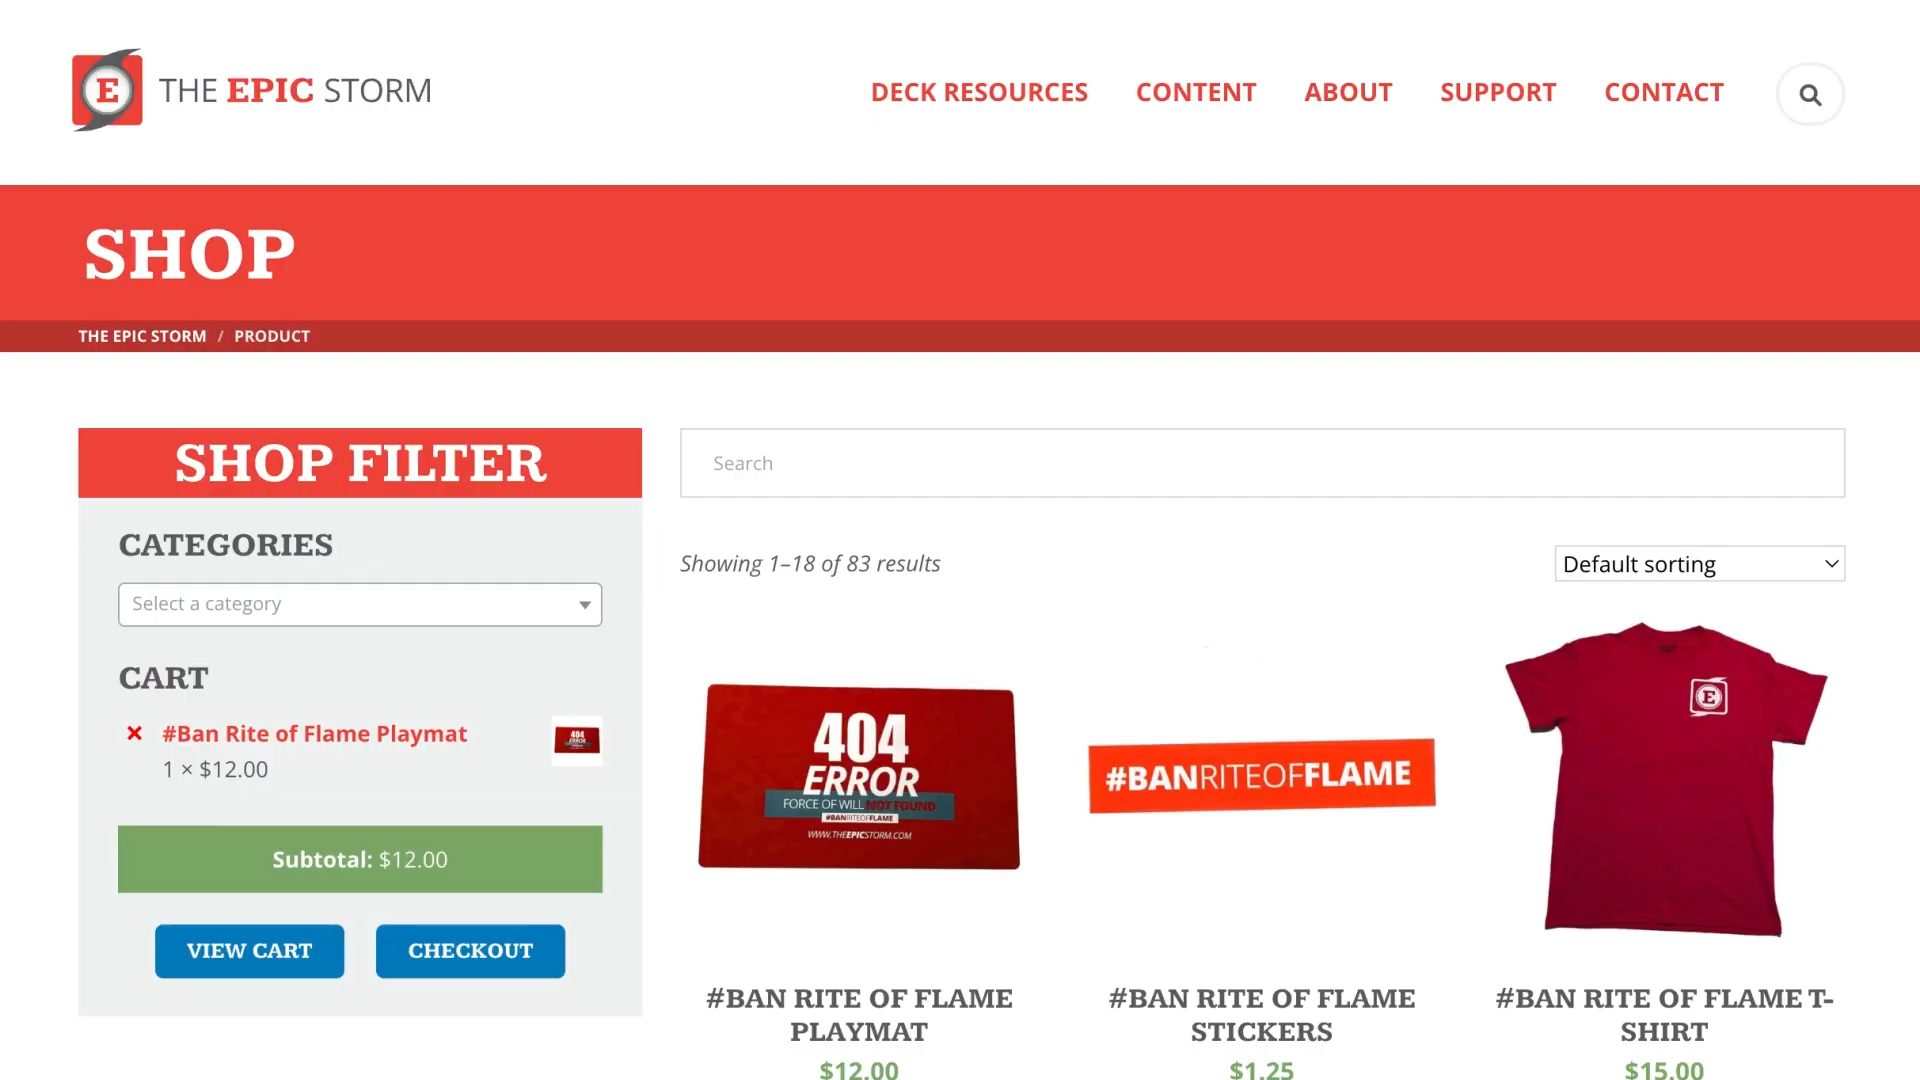 E THE EPIC STORM
DECK RESOURCES CONTENT ABOUT SUPPORT CONTACT
SHOP
THE EPIC STORM / PRODUCT
SHOP FILTER
CATEGORIES
Select a category
CART
#Ban Rite of Flame Playmat
1 × $12.00
404
ERROR
Subtotal: $12.00
VIEW CART CHECKOUT
Search
Showing 1–18 of 83 results
Default sorting
404
ERROR
FORCE OF WILL NOT FOUND
#BANRITEOFFLAME
WWW.THEEPICSTORM.COM
#BANRITEOFFLAME
E
#BAN RITE OF FLAME
PLAYMAT
$12.00
#BAN RITE OF FLAME
STICKERS
$1.25
#BAN RITE OF FLAME T-
SHIRT
$15.00